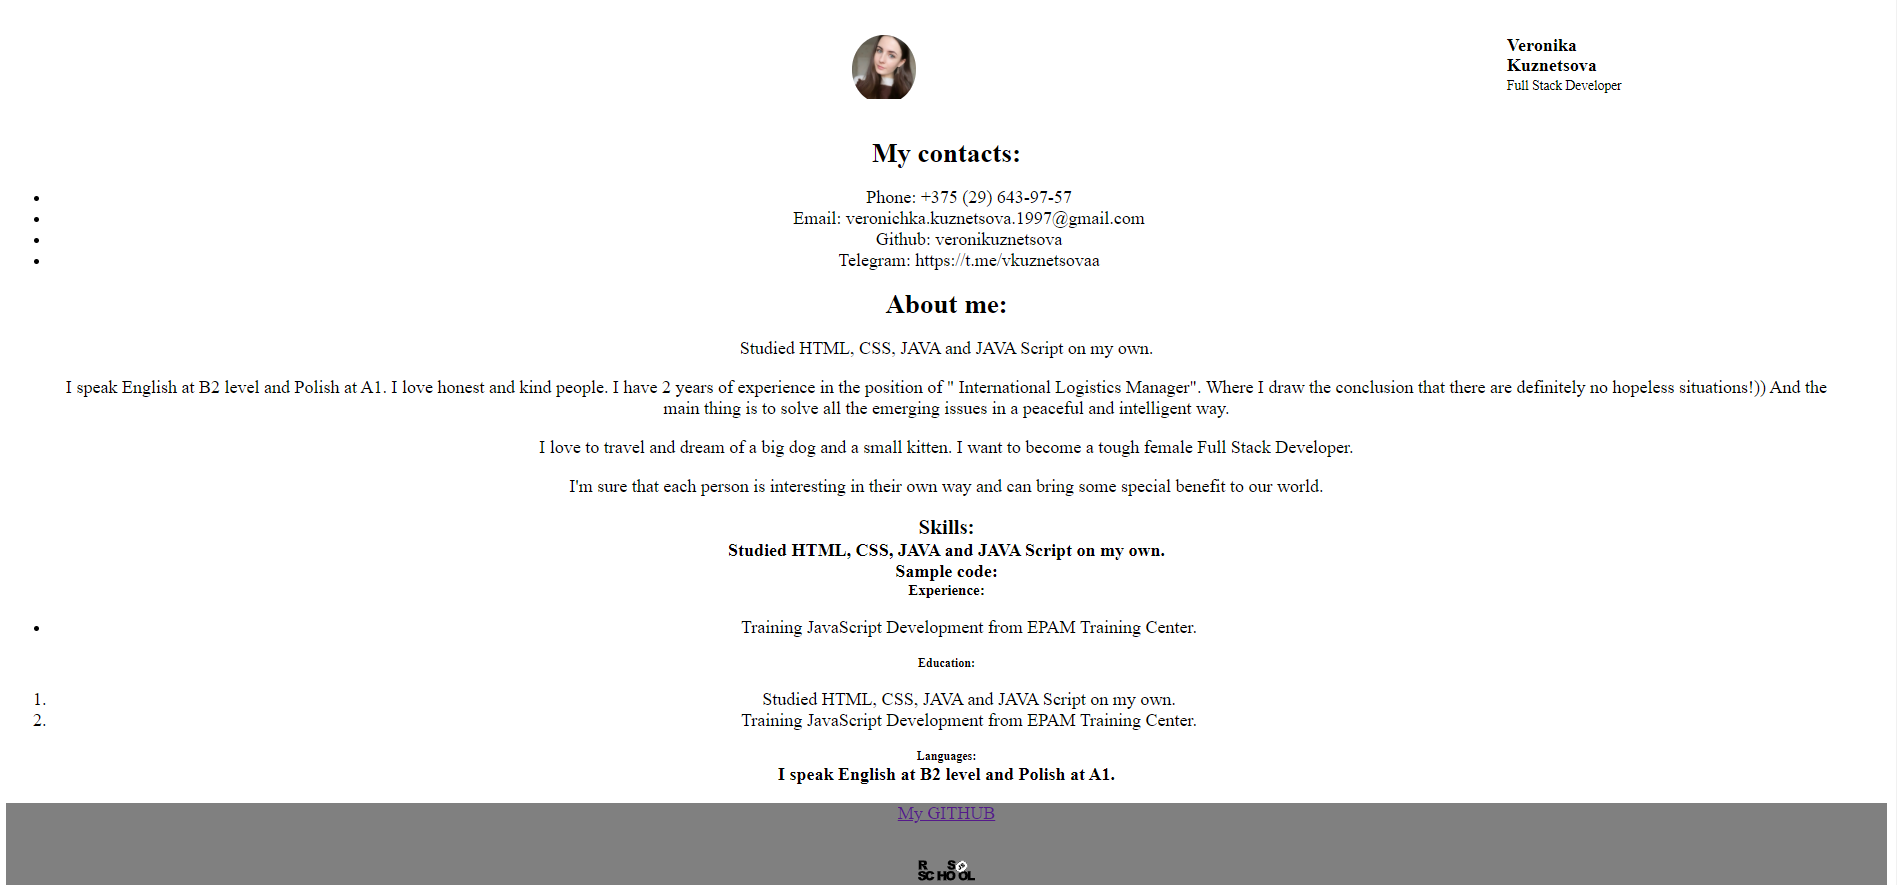 Veronika
Kuznetsova
Full Stack Developer
My contacts:
• Phone: +375 (29) 643-97-57
• Email: veronichka.kuznetsova.1997@gmail.com
• Github: veronikuznetsova
• Telegram: https://t.me/vkuznetsovaa
About me:
Studied HTML, CSS, JAVA and JAVA Script on my own.
I speak English at B2 level and Polish at A1. I love honest and kind people. I have 2 years of experience in the position of " International Logistics Manager". Where I draw the conclusion that there are definitely no hopeless situations!)) And the
main thing is to solve all the emerging issues in a peaceful and intelligent way.
I love to travel and dream of a big dog and a small kitten. I want to become a tough female Full Stack Developer.
I'm sure that each person is interesting in their own way and can bring some special benefit to our world.
Skills:
Studied HTML, CSS, JAVA and JAVA Script on my own.
Sample code:
Experience:
• Training JavaScript Development from EPAM Training Center.
Education:
1. Studied HTML, CSS, JAVA and JAVA Script on my own.
2. Training JavaScript Development from EPAM Training Center.
Languages:
I speak English at B2 level and Polish at A1.
My GITHUB
R S JS
SCHOOL